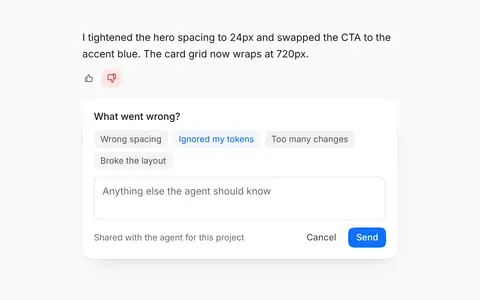 I tightened the hero spacing to 24px and swapped the CTA to the
accent blue. The card grid now wraps at 720px.
What went wrong?
Wrong spacing Ignored my tokens Too many changes
Broke the layout
Anything else the agent should know
Shared with the agent for this project Cancel Send